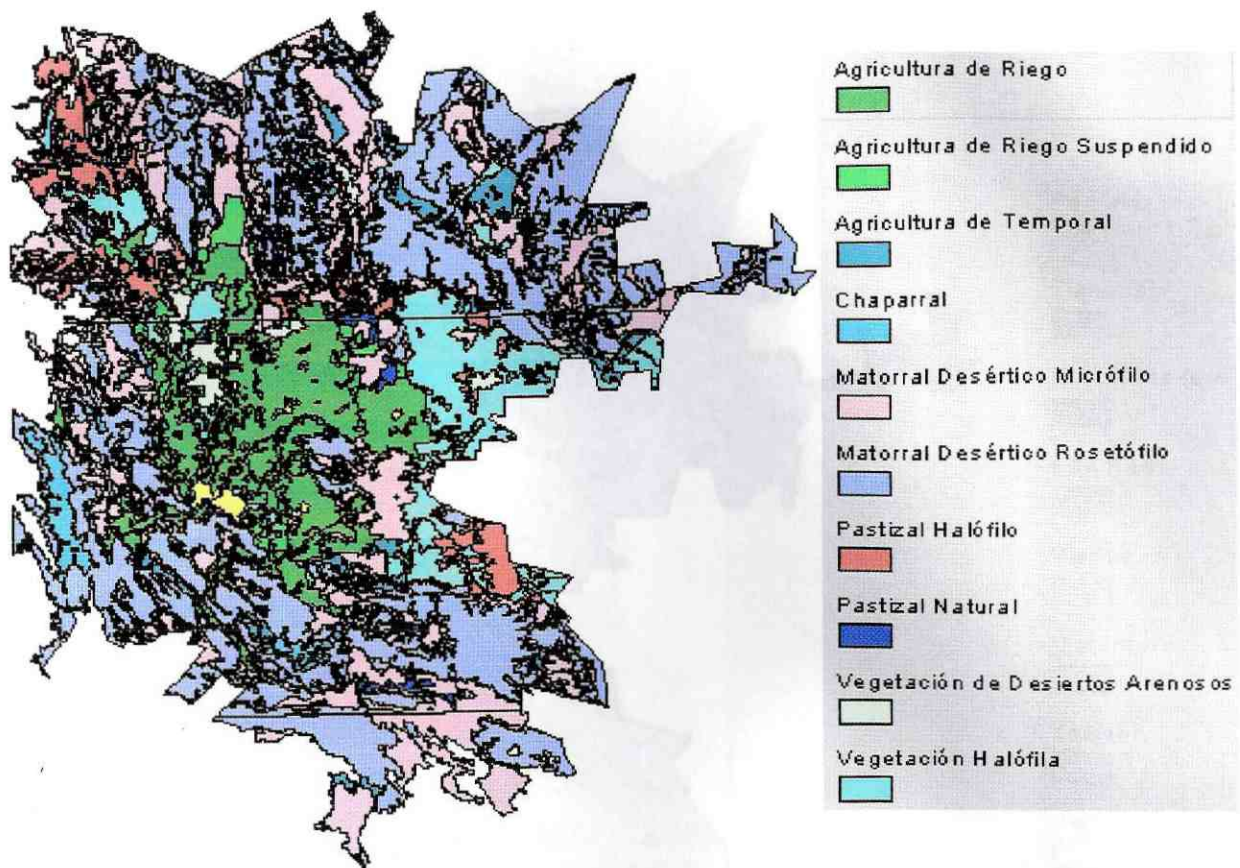 Agricultura de Riego
Agricultura de Riego Suspendido
Agricultura de Temporal
Chaparral
Matorral Desértico Micrófilo
Matorral Desértico Rosetófilo
Pastizal Halófilo
Pastizal Natural
Vegetación de Desiertos Arenosos
Vegetación Halófila